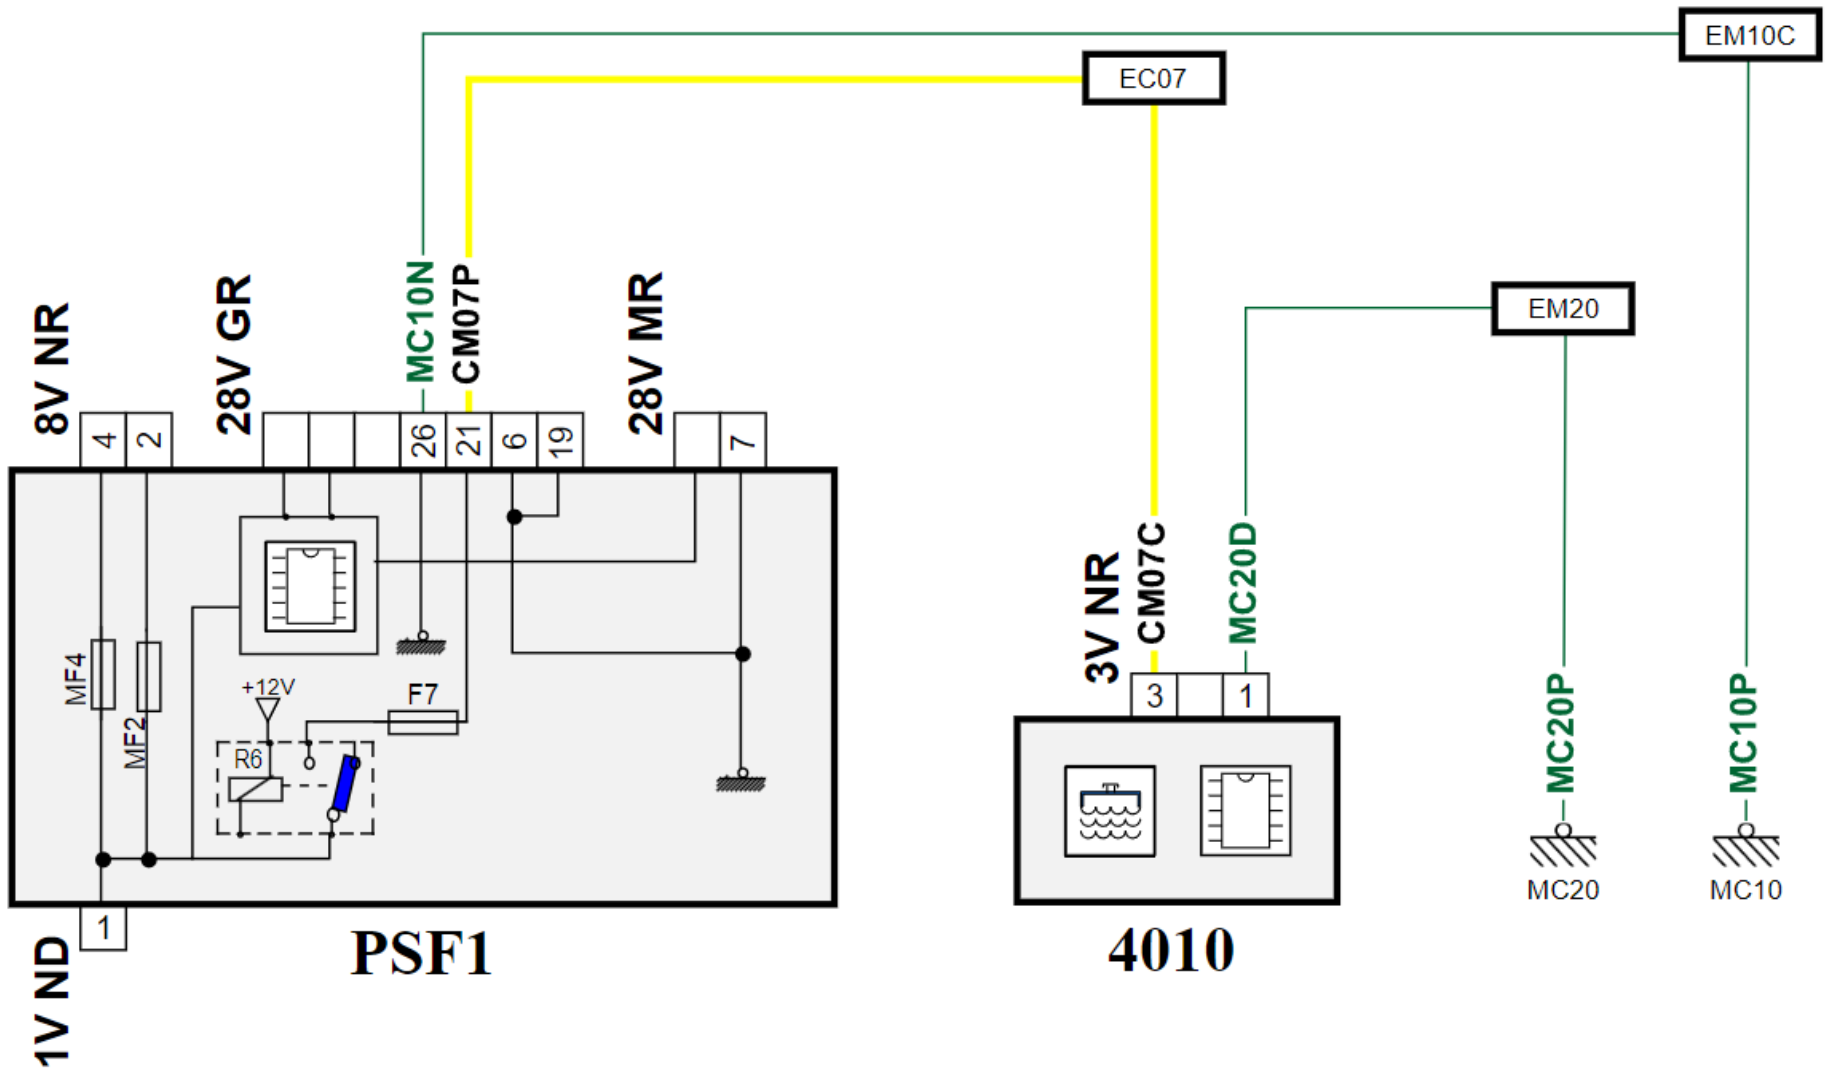 EM10C
EC07
EM20
8V NR
28V GR
MC10N
CM07P
28V MR
4
2
26
21
6
19
7
MF4
MF2
+12V
R6
F7
1
1V ND
PSF1
3V NR
CM07C
MC20D
3
1
4010
MC20P
MC10P
MC20
MC10